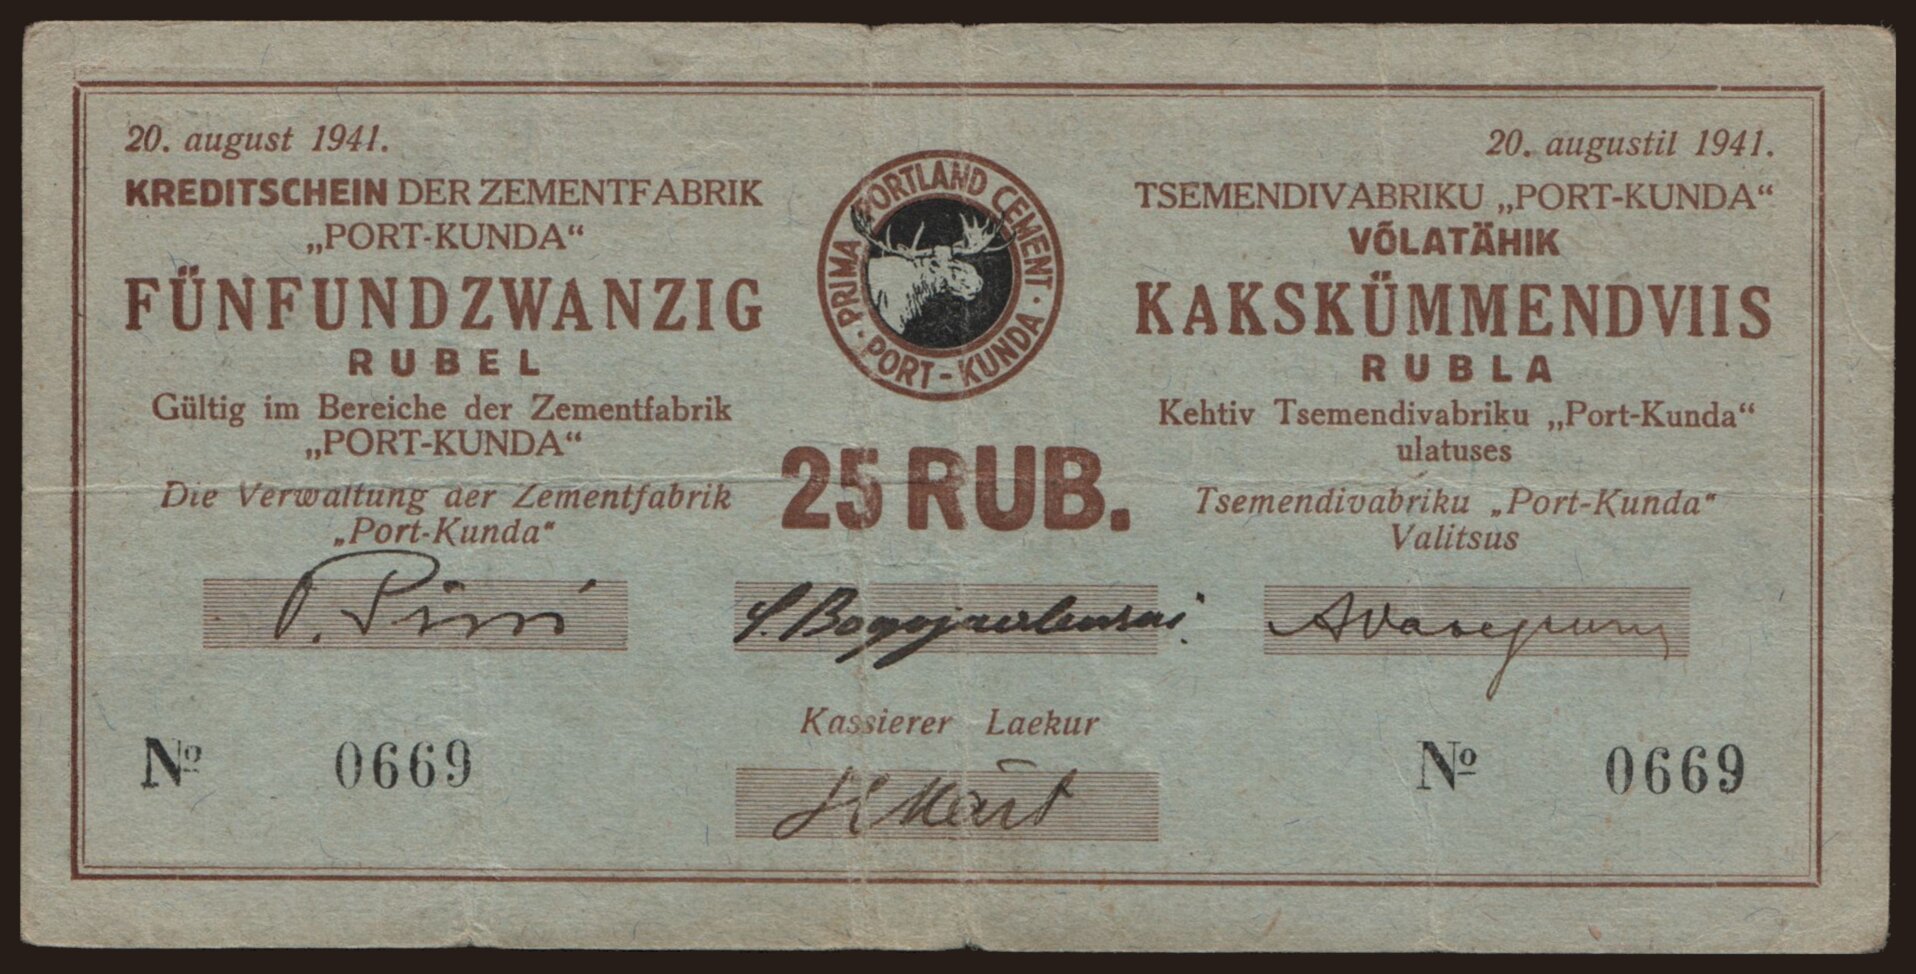 20. august 1941.
KREDITSCHEIN DER ZEMENTFABRIK
„PORT-KUNDA“
FÜNFUNDZWANZIG
RUBEL
Gültig im Bereiche der Zementfabrik
„PORT-KUNDA“
Die Verwaltung der Zementfabrik
„Port-Kunda“
PRIMA PORTLAND CEMENT · PORT-KUNDA ·
25 RUB.
20. augustil 1941.
TSEMENDIVABRIKU „PORT-KUNDA“
VÕLATÄHIK
KAKSKÜMMENDVIIS
RUBLA
Kehtiv Tsemendivabriku „Port-Kunda“
ulatuses
Tsemendivabriku „Port-Kunda“
Valitsus
Kassierer Laekur
№ 0669
№ 0669